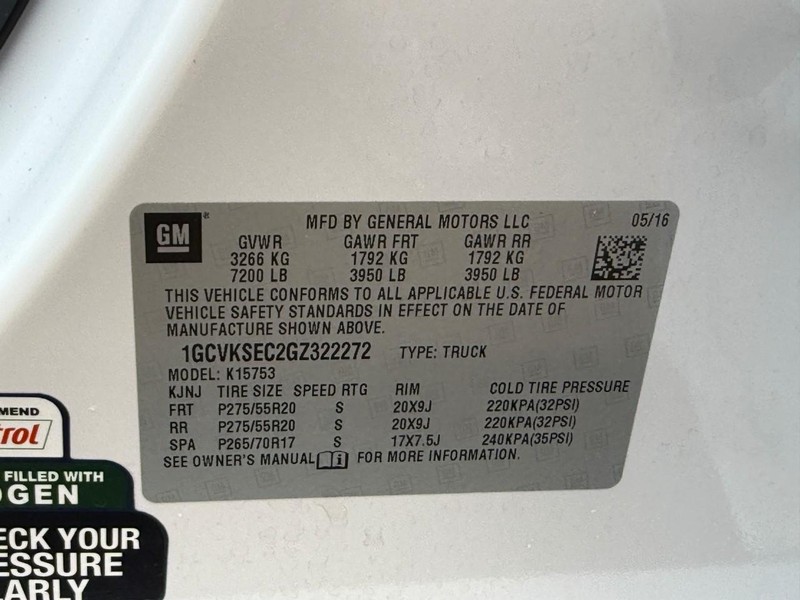 GM ®
MFD BY GENERAL MOTORS LLC 05/16
GVWR GAWR FRT GAWR RR
3266 KG 1792 KG 1792 KG
7200 LB 3950 LB 3950 LB
THIS VEHICLE CONFORMS TO ALL APPLICABLE U.S. FEDERAL MOTOR
VEHICLE SAFETY STANDARDS IN EFFECT ON THE DATE OF
MANUFACTURE SHOWN ABOVE.
1GCVKSEC2GZ322272 TYPE: TRUCK
MODEL: K15753
KJNJ TIRE SIZE SPEED RTG RIM COLD TIRE PRESSURE
FRT P275/55R20 S 20X9J 220KPA(32PSI)
RR P275/55R20 S 20X9J 220KPA(32PSI)
SPA P265/70R17 S 17X7.5J 240KPA(35PSI)
SEE OWNER'S MANUAL i FOR MORE INFORMATION.
MMEND
trol
FILLED WITH
OGEN
ECK YOUR
ESSURE
LARLY